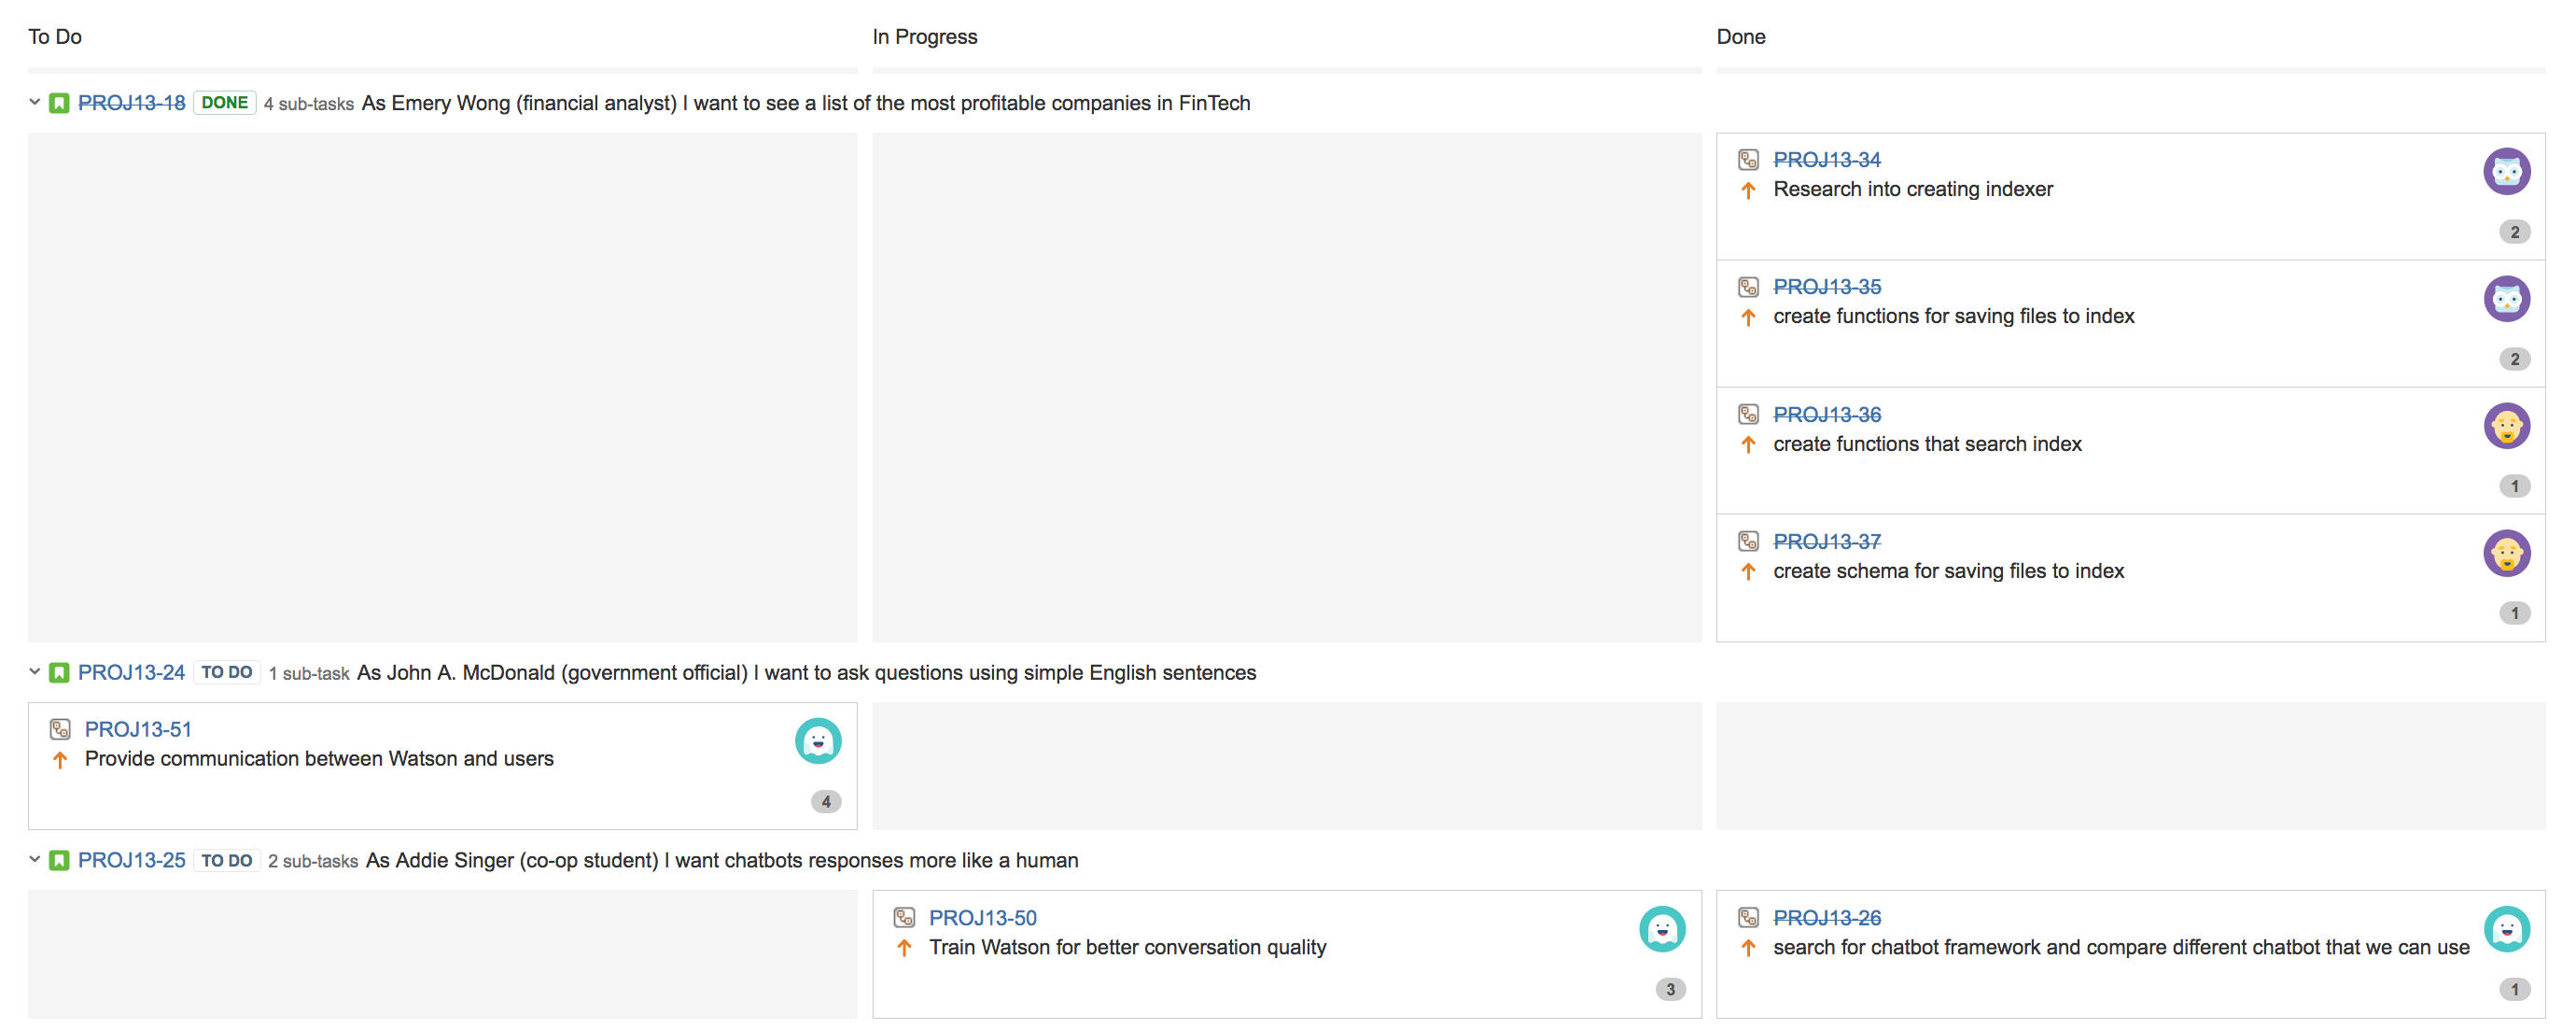 To Do
In Progress
Done
PROJ13-18 DONE 4 sub-tasks As Emery Wong (financial analyst) I want to see a list of the most profitable companies in FinTech
PROJ13-34
Research into creating indexer
2
PROJ13-35
create functions for saving files to index
2
PROJ13-36
create functions that search index
1
PROJ13-37
create schema for saving files to index
1
PROJ13-24 TO DO 1 sub-task As John A. McDonald (government official) I want to ask questions using simple English sentences
PROJ13-51
Provide communication between Watson and users
4
PROJ13-25 TO DO 2 sub-tasks As Addie Singer (co-op student) I want chatbots responses more like a human
PROJ13-50
Train Watson for better conversation quality
3
PROJ13-26
search for chatbot framework and compare different chatbot that we can use
1